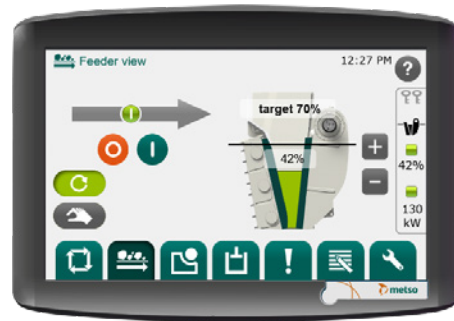 Feeder view
12:27 PM
?
target 70%
42%
42%
130
kW
!
metso